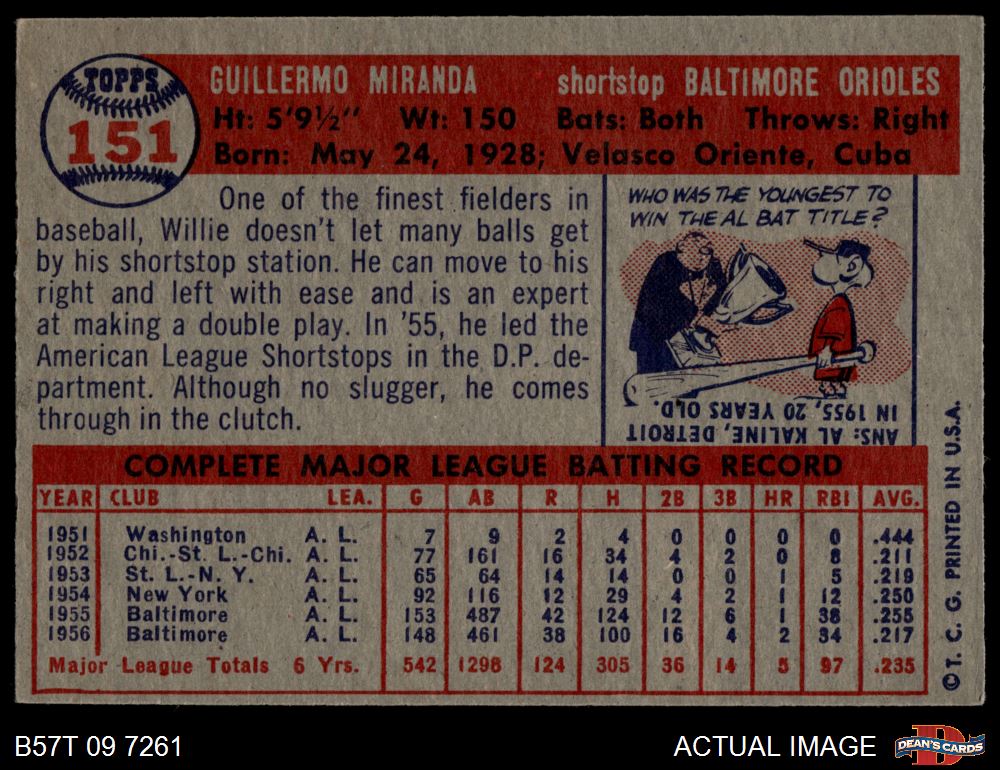 TOPPS
151
GUILLERMO MIRANDA shortstop BALTIMORE ORIOLES
Ht: 5'9½" Wt: 150 Bats: Both Throws: Right
Born: May 24, 1928; Velasco Oriente, Cuba
One of the finest fielders in
baseball, Willie doesn't let many balls get
by his shortstop station. He can move to his
right and left with ease and is an expert
at making a double play. In '55, he led the
American League Shortstops in the D.P. de-
partment. Although no slugger, he comes
through in the clutch.
WHO WAS THE YOUNGEST TO
WIN THE AL BAT TITLE?
ANS: AL KALINE, DETROIT
IN 1955, 20 YEARS OLD.
COMPLETE MAJOR LEAGUE BATTING RECORD
YEAR CLUB LEA. G AB R H 2B 3B HR RBI AVG.
1951 Washington A. L. 7 9 2 4 0 0 0 0 .444
1952 Chi.-St. L.-Chi. A. L. 77 161 16 34 4 2 0 8 .211
1953 St. L.-N. Y. A. L. 65 64 14 14 0 0 1 5 .219
1954 New York A. L. 92 116 12 29 4 2 1 12 .250
1955 Baltimore A. L. 153 487 42 124 12 6 1 38 .255
1956 Baltimore A. L. 148 461 38 100 16 4 2 34 .217
Major League Totals 6 Yrs. 542 1298 124 305 36 14 5 97 .235
©T. C. G. PRINTED IN U.S.A.
B57T 09 7261
ACTUAL IMAGE
DEAN'S CARDS